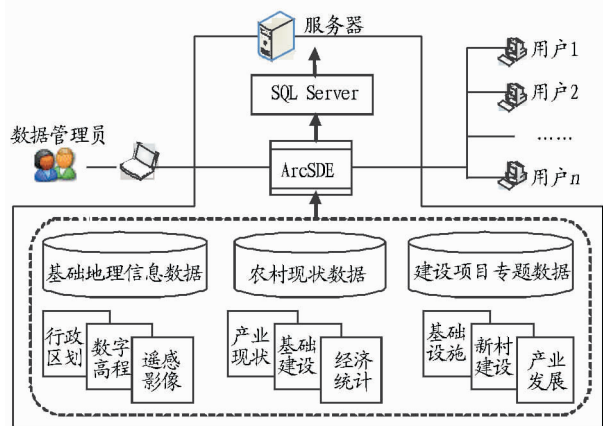 服务器
SQL Server
ArcSDE
数据管理员
用户1
用户2
……
用户n
基础地理信息数据
农村现状数据
建设项目专题数据
行政
区划
数字
高程
遥感
影像
产业
现状
基础
建设
经济
统计
基础
设施
新村
建设
产业
发展